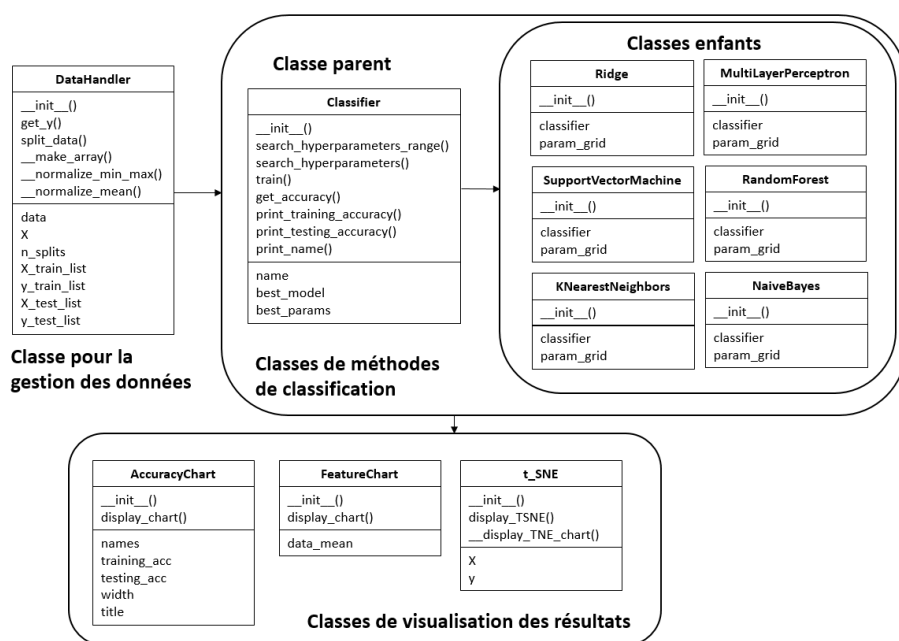 DataHandler
__init__()
get_y()
split_data()
__make_array()
__normalize_min_max()
__normalize_mean()
data
X
n_splits
X_train_list
y_train_list
X_test_list
y_test_list
Classe pour la
gestion des données
Classe parent
Classifier
__init__()
search_hyperparameters_range()
search_hyperparameters()
train()
get_accuracy()
print_training_accuracy()
print_testing_accuracy()
print_name()
name
best_model
best_params
Classes de méthodes
de classification
Classes enfants
Ridge
__init__()
classifier
param_grid
MultiLayerPerceptron
__init__()
classifier
param_grid
SupportVectorMachine
__init__()
classifier
param_grid
RandomForest
__init__()
classifier
param_grid
KNearestNeighbors
__init__()
classifier
param_grid
NaiveBayes
__init__()
classifier
param_grid
AccuracyChart
__init__()
display_chart()
names
training_acc
testing_acc
width
title
FeatureChart
__init__()
display_chart()
data_mean
t_SNE
__init__()
display_TSNE()
__display_TNE_chart()
X
y
Classes de visualisation des résultats